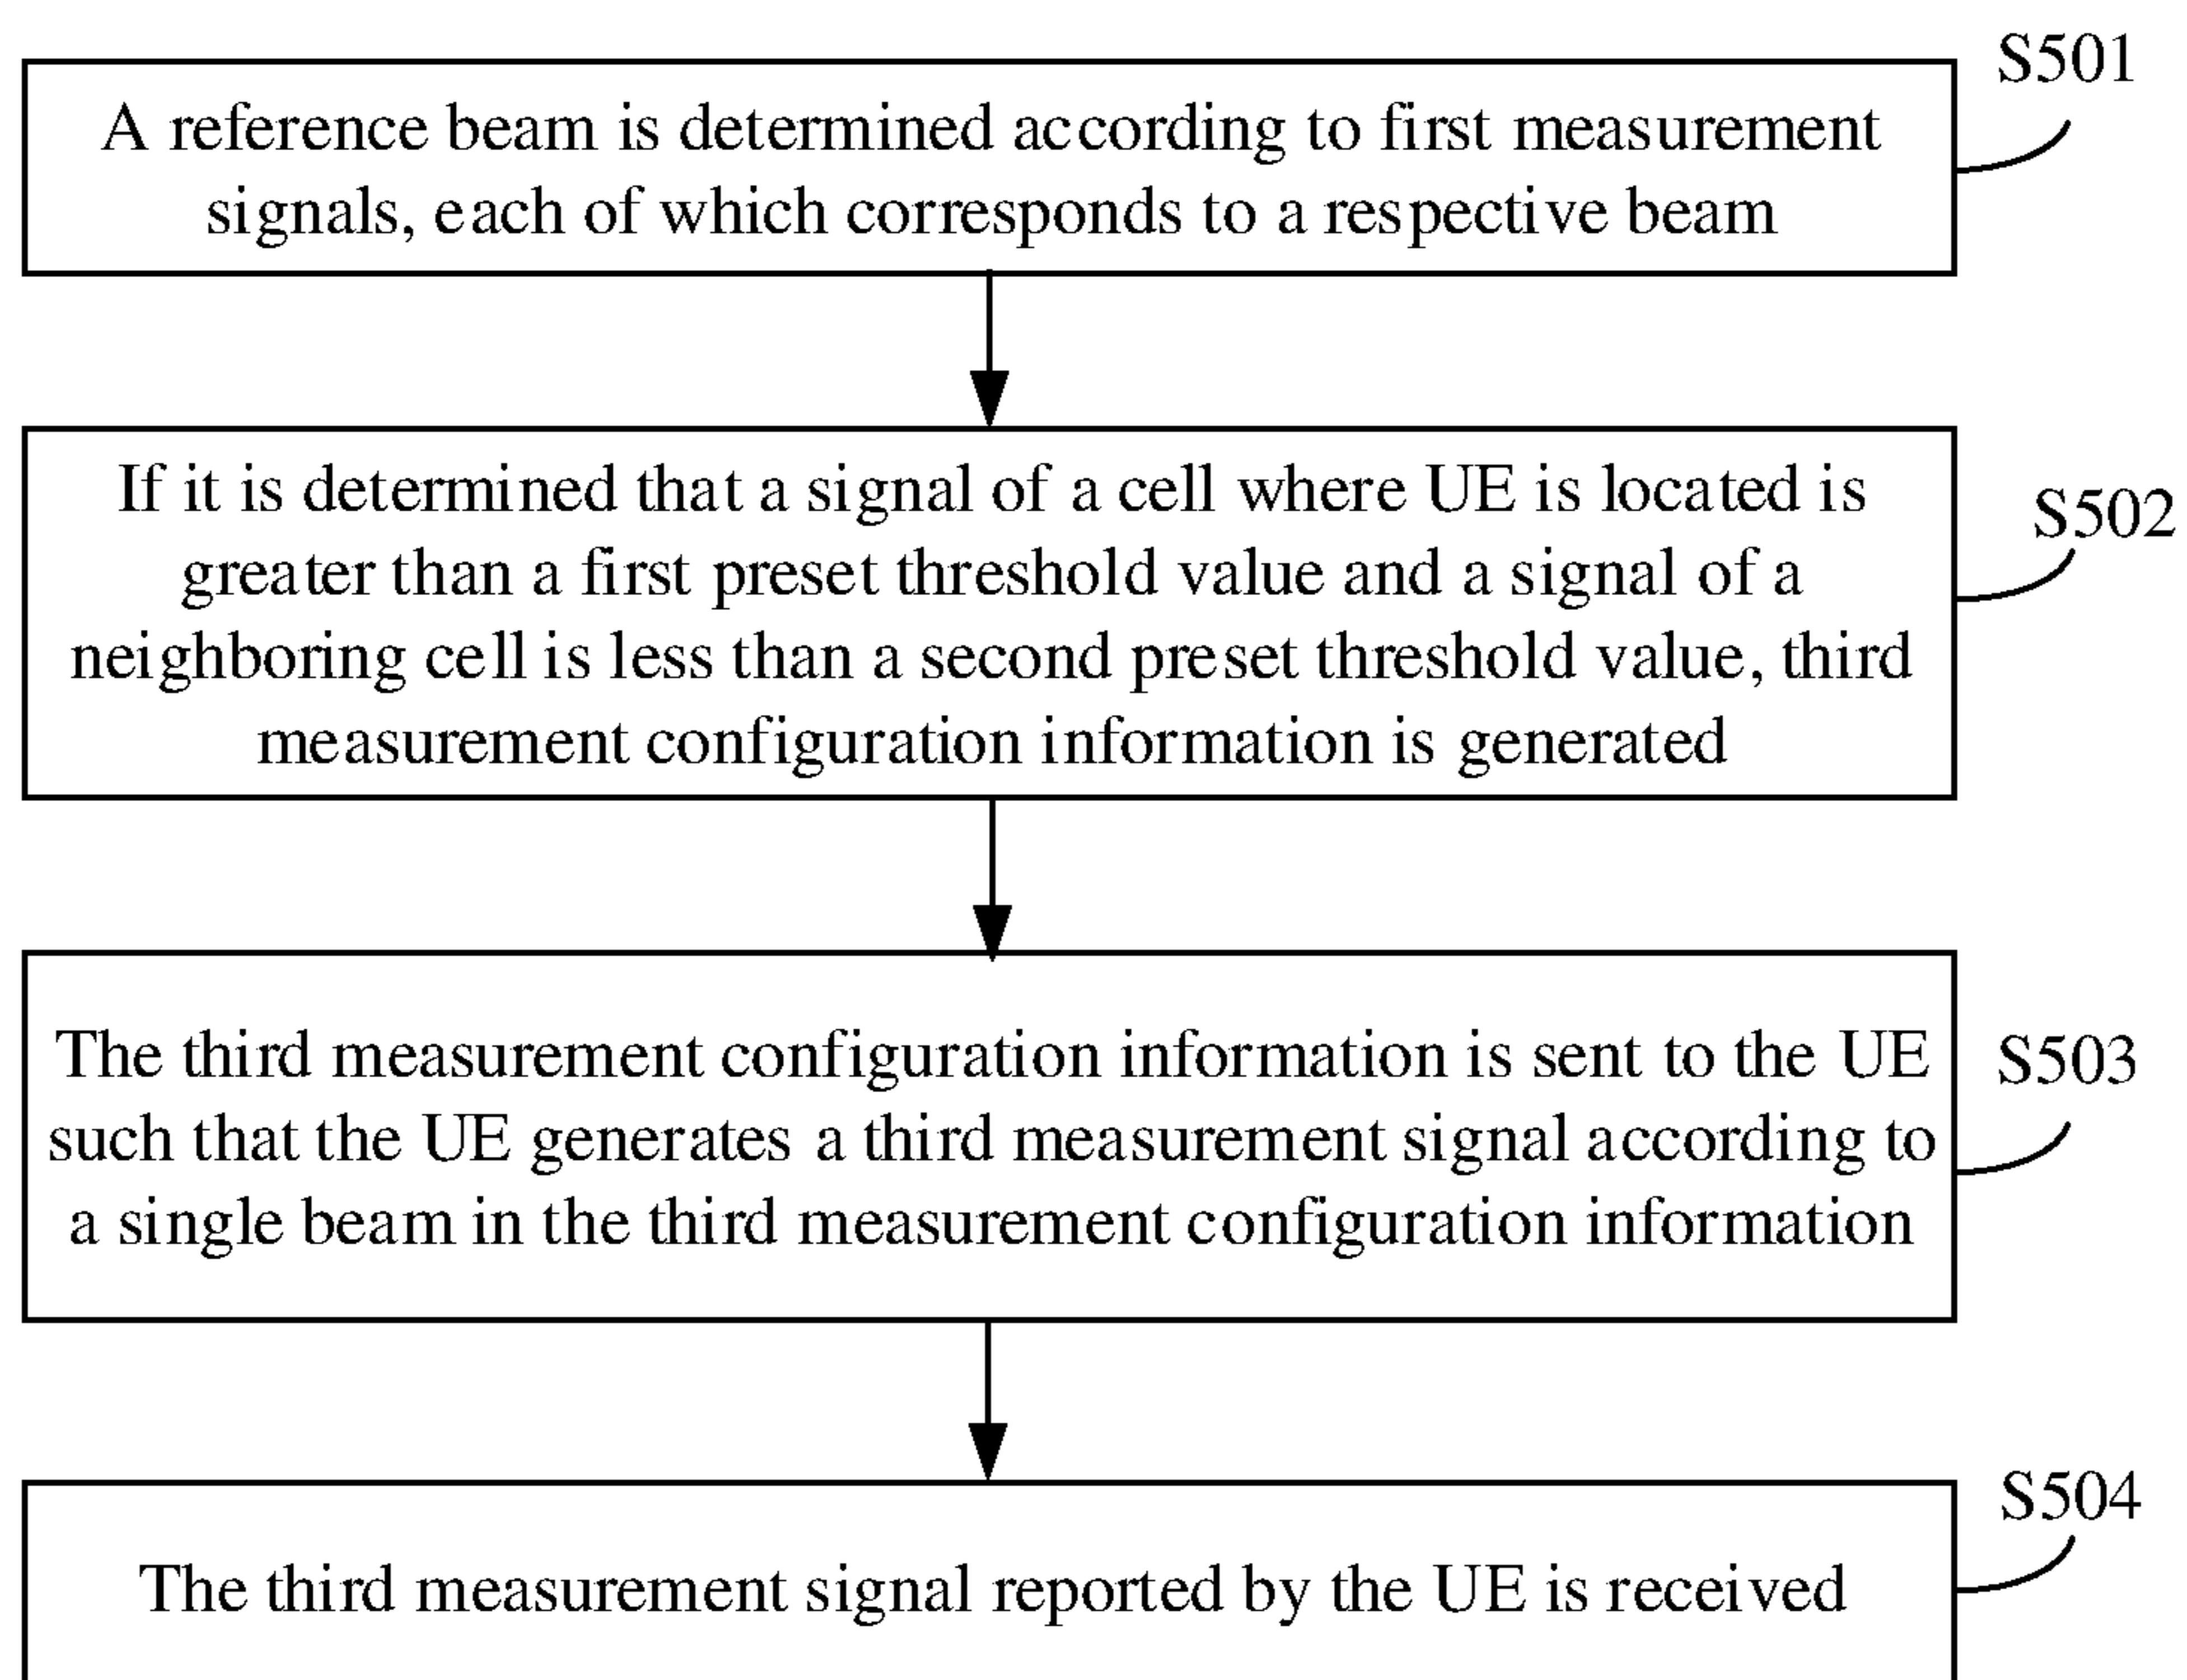 S501
A reference beam is determined according to first measurement
signals, each of which corresponds to a respective beam
If it is determined that a signal of a cell where UE is located is
greater than a first preset threshold value and a signal of a
neighboring cell is less than a second preset threshold value, third
measurement configuration information is generated
S502
The third measurement configuration information is sent to the UE
such that the UE generates a third measurement signal according to
a single beam in the third measurement configuration information
S503
S504
The third measurement signal reported by the UE is received